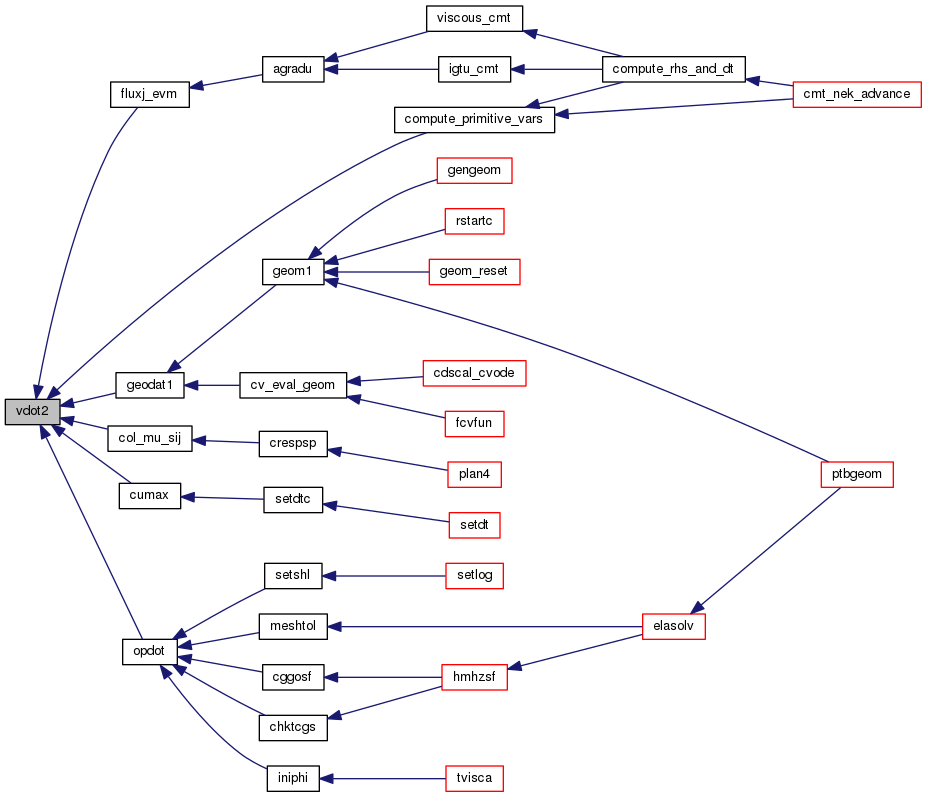 viscous_cmt
agradu
igtu_cmt
compute_rhs_and_dt
fluxj_evm
cmt_nek_advance
compute_primitive_vars
gengeom
rstartc
geom1
geom_reset
cdscal_cvode
geodat1
cv_eval_geom
vdot2
fcvfun
col_mu_sij
crespsp
plan4
ptbgeom
cumax
setdtc
setdt
setshl
setlog
meshtol
elasolv
opdot
cggosf
hmhzsf
chktcgs
iniphi
tvisca